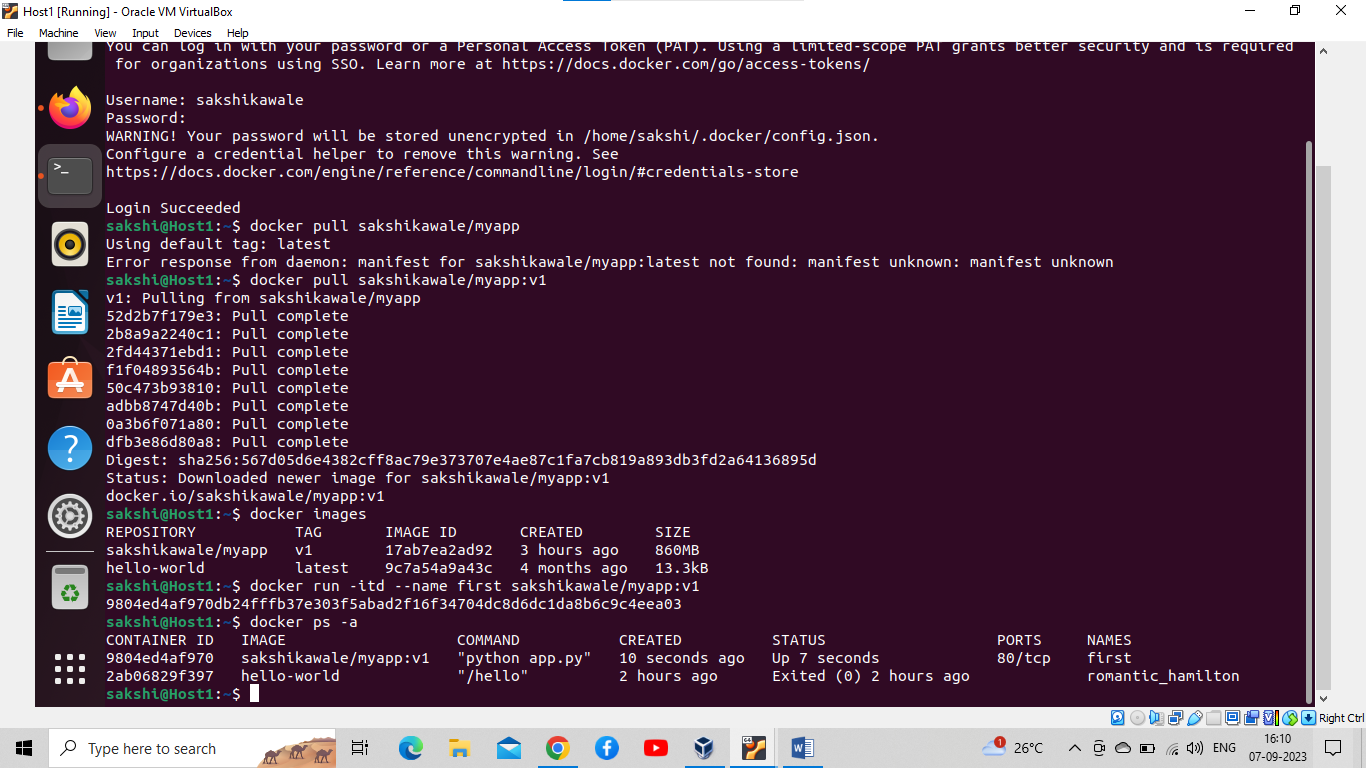 Host1 [Running] - Oracle VM VirtualBox
File Machine View Input Devices Help
You can log in with your password or a Personal Access Token (PAT). Using a limited-scope PAT grants better security and is required
for organizations using SSO. Learn more at https://docs.docker.com/go/access-tokens/
Username: sakshikawale
Password:
WARNING! Your password will be stored unencrypted in /home/sakshi/.docker/config.json.
Configure a credential helper to remove this warning. See
https://docs.docker.com/engine/reference/commandline/login/#credentials-store
Login Succeeded
sakshi@Host1:~$ docker pull sakshikawale/myapp
Using default tag: latest
Error response from daemon: manifest for sakshikawale/myapp:latest not found: manifest unknown: manifest unknown
sakshi@Host1:~$ docker pull sakshikawale/myapp:v1
v1: Pulling from sakshikawale/myapp
52d2b7f179e3: Pull complete
2b8a9a2240c1: Pull complete
2fd44371ebd1: Pull complete
f1f04893564b: Pull complete
50c473b93810: Pull complete
adbb8747d40b: Pull complete
0a3b6f071a80: Pull complete
dfb3e86d80a8: Pull complete
Digest: sha256:567d05d6e4382cff8ac79e373707e4ae87c1fa7cb819a893db3fd2a64136895d
Status: Downloaded newer image for sakshikawale/myapp:v1
docker.io/sakshikawale/myapp:v1
sakshi@Host1:~$ docker images
REPOSITORY TAG IMAGE ID CREATED SIZE
sakshikawale/myapp v1 17ab7ea2ad92 3 hours ago 860MB
hello-world latest 9c7a54a9a43c 4 months ago 13.3kB
sakshi@Host1:~$ docker run -itd --name first sakshikawale/myapp:v1
9804ed4af970db24fffb37e303f5abad2f16f34704dc8d6dc1da8b6c9c4eea03
sakshi@Host1:~$ docker ps -a
CONTAINER ID IMAGE COMMAND CREATED STATUS PORTS NAMES
9804ed4af970 sakshikawale/myapp:v1 "python app.py" 10 seconds ago Up 7 seconds 80/tcp first
2ab06829f397 hello-world "/hello" 2 hours ago Exited (0) 2 hours ago romantic_hamilton
sakshi@Host1:~$
Right Ctrl
Type here to search
1
26°C
ENG
16:10
07-09-2023